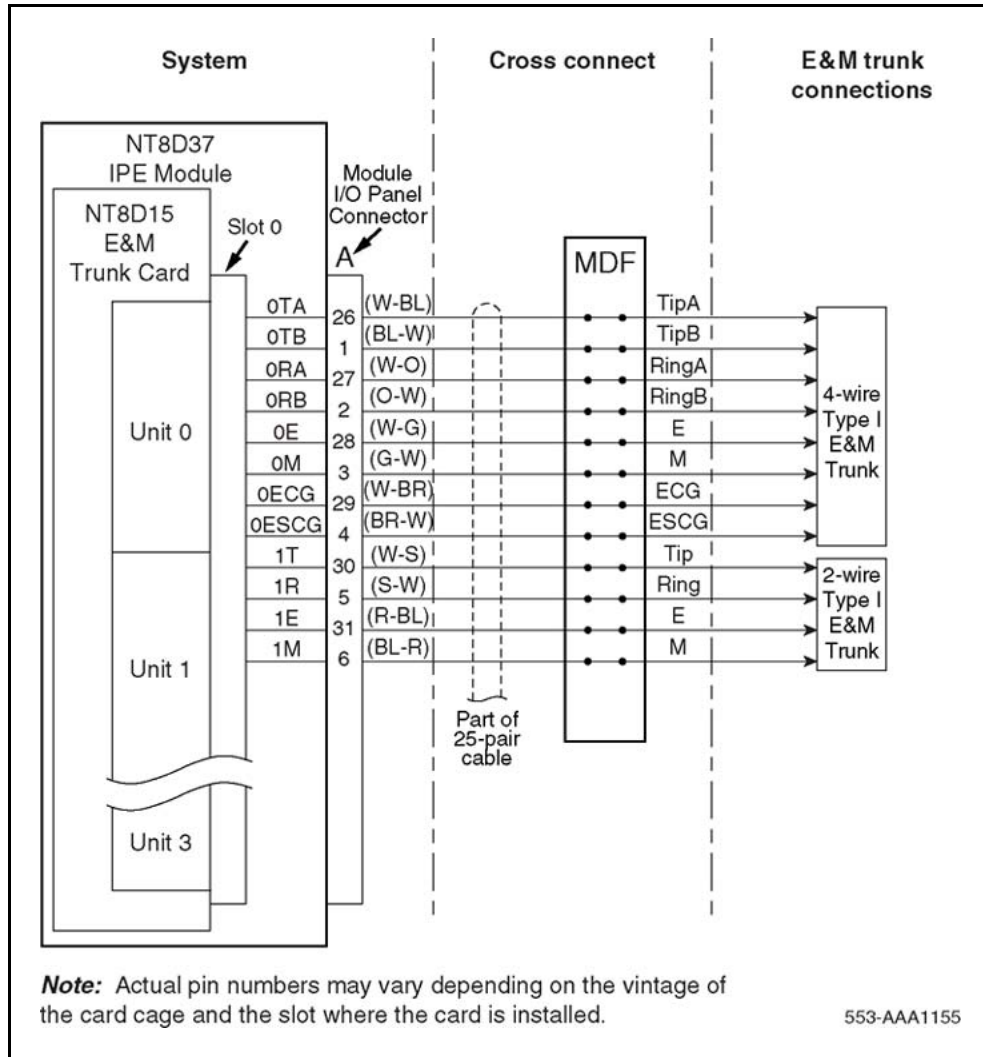 System
Cross connect
E&M trunk
connections
NT8D37
IPE Module
Module
I/O Panel
Connector
NT8D15
E&M
Trunk Card
Slot 0
A
MDF
0TA 26 (W-BL) TipA
0TB 1 (BL-W) TipB
0RA 27 (W-O) RingA
0RB 2 (O-W) RingB
0E 28 (W-G) E
0M 3 (G-W) M
0ECG 29 (W-BR) ECG
0ESCG 4 (BR-W) ESCG
1T 30 (W-S) Tip
1R 5 (S-W) Ring
1E 31 (R-BL) E
1M 6 (BL-R) M
Unit 0
Unit 1
Unit 3
4-wire
Type I
E&M
Trunk
2-wire
Type I
E&M
Trunk
Part of
25-pair
cable
Note: Actual pin numbers may vary depending on the vintage of
the card cage and the slot where the card is installed.
553-AAA1155